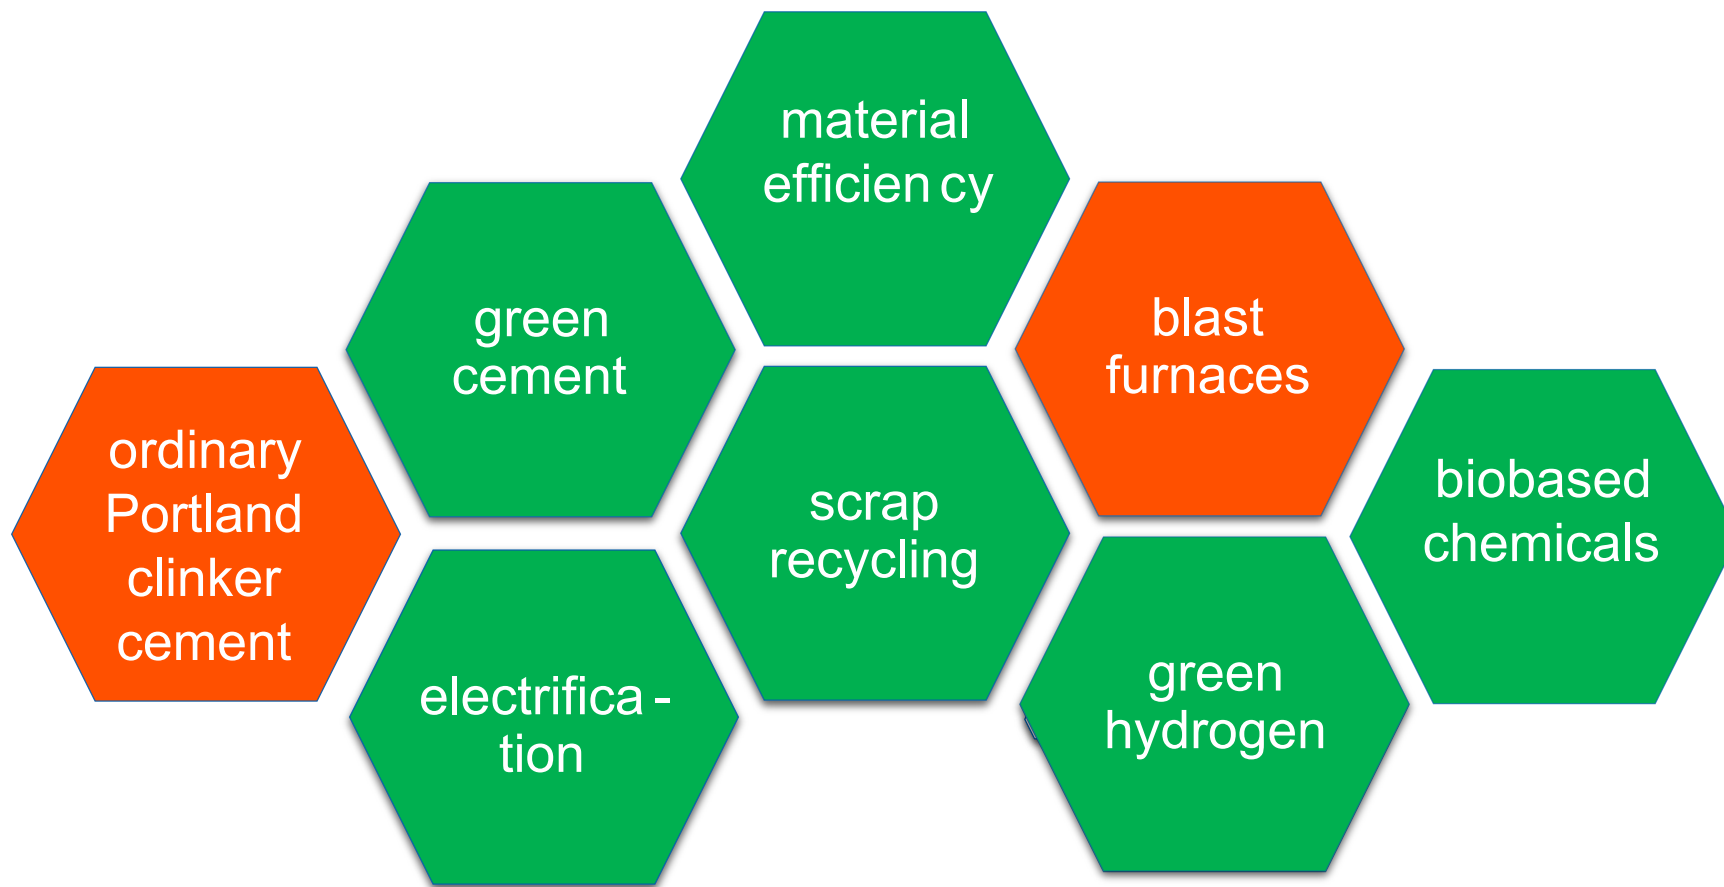 material
efficien cy
green
cement
blast
furnaces
ordinary
Portland
clinker
cement
scrap
recycling
biobased
chemicals
electrifica -
tion
green
hydrogen